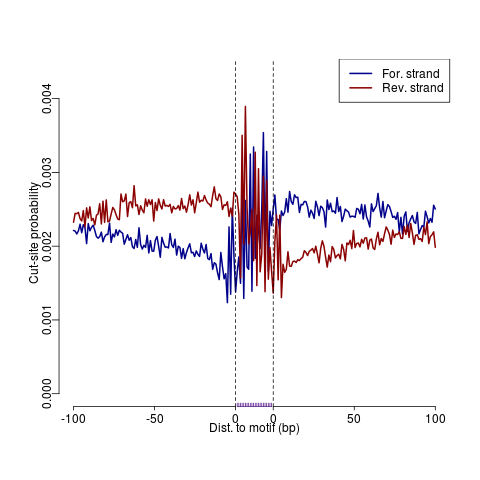 For. strand
Rev. strand
Cut-site probability
0.004
0.003
0.002
0.001
0.000
-100 -50 0 0 50 100
Dist. to motif (bp)